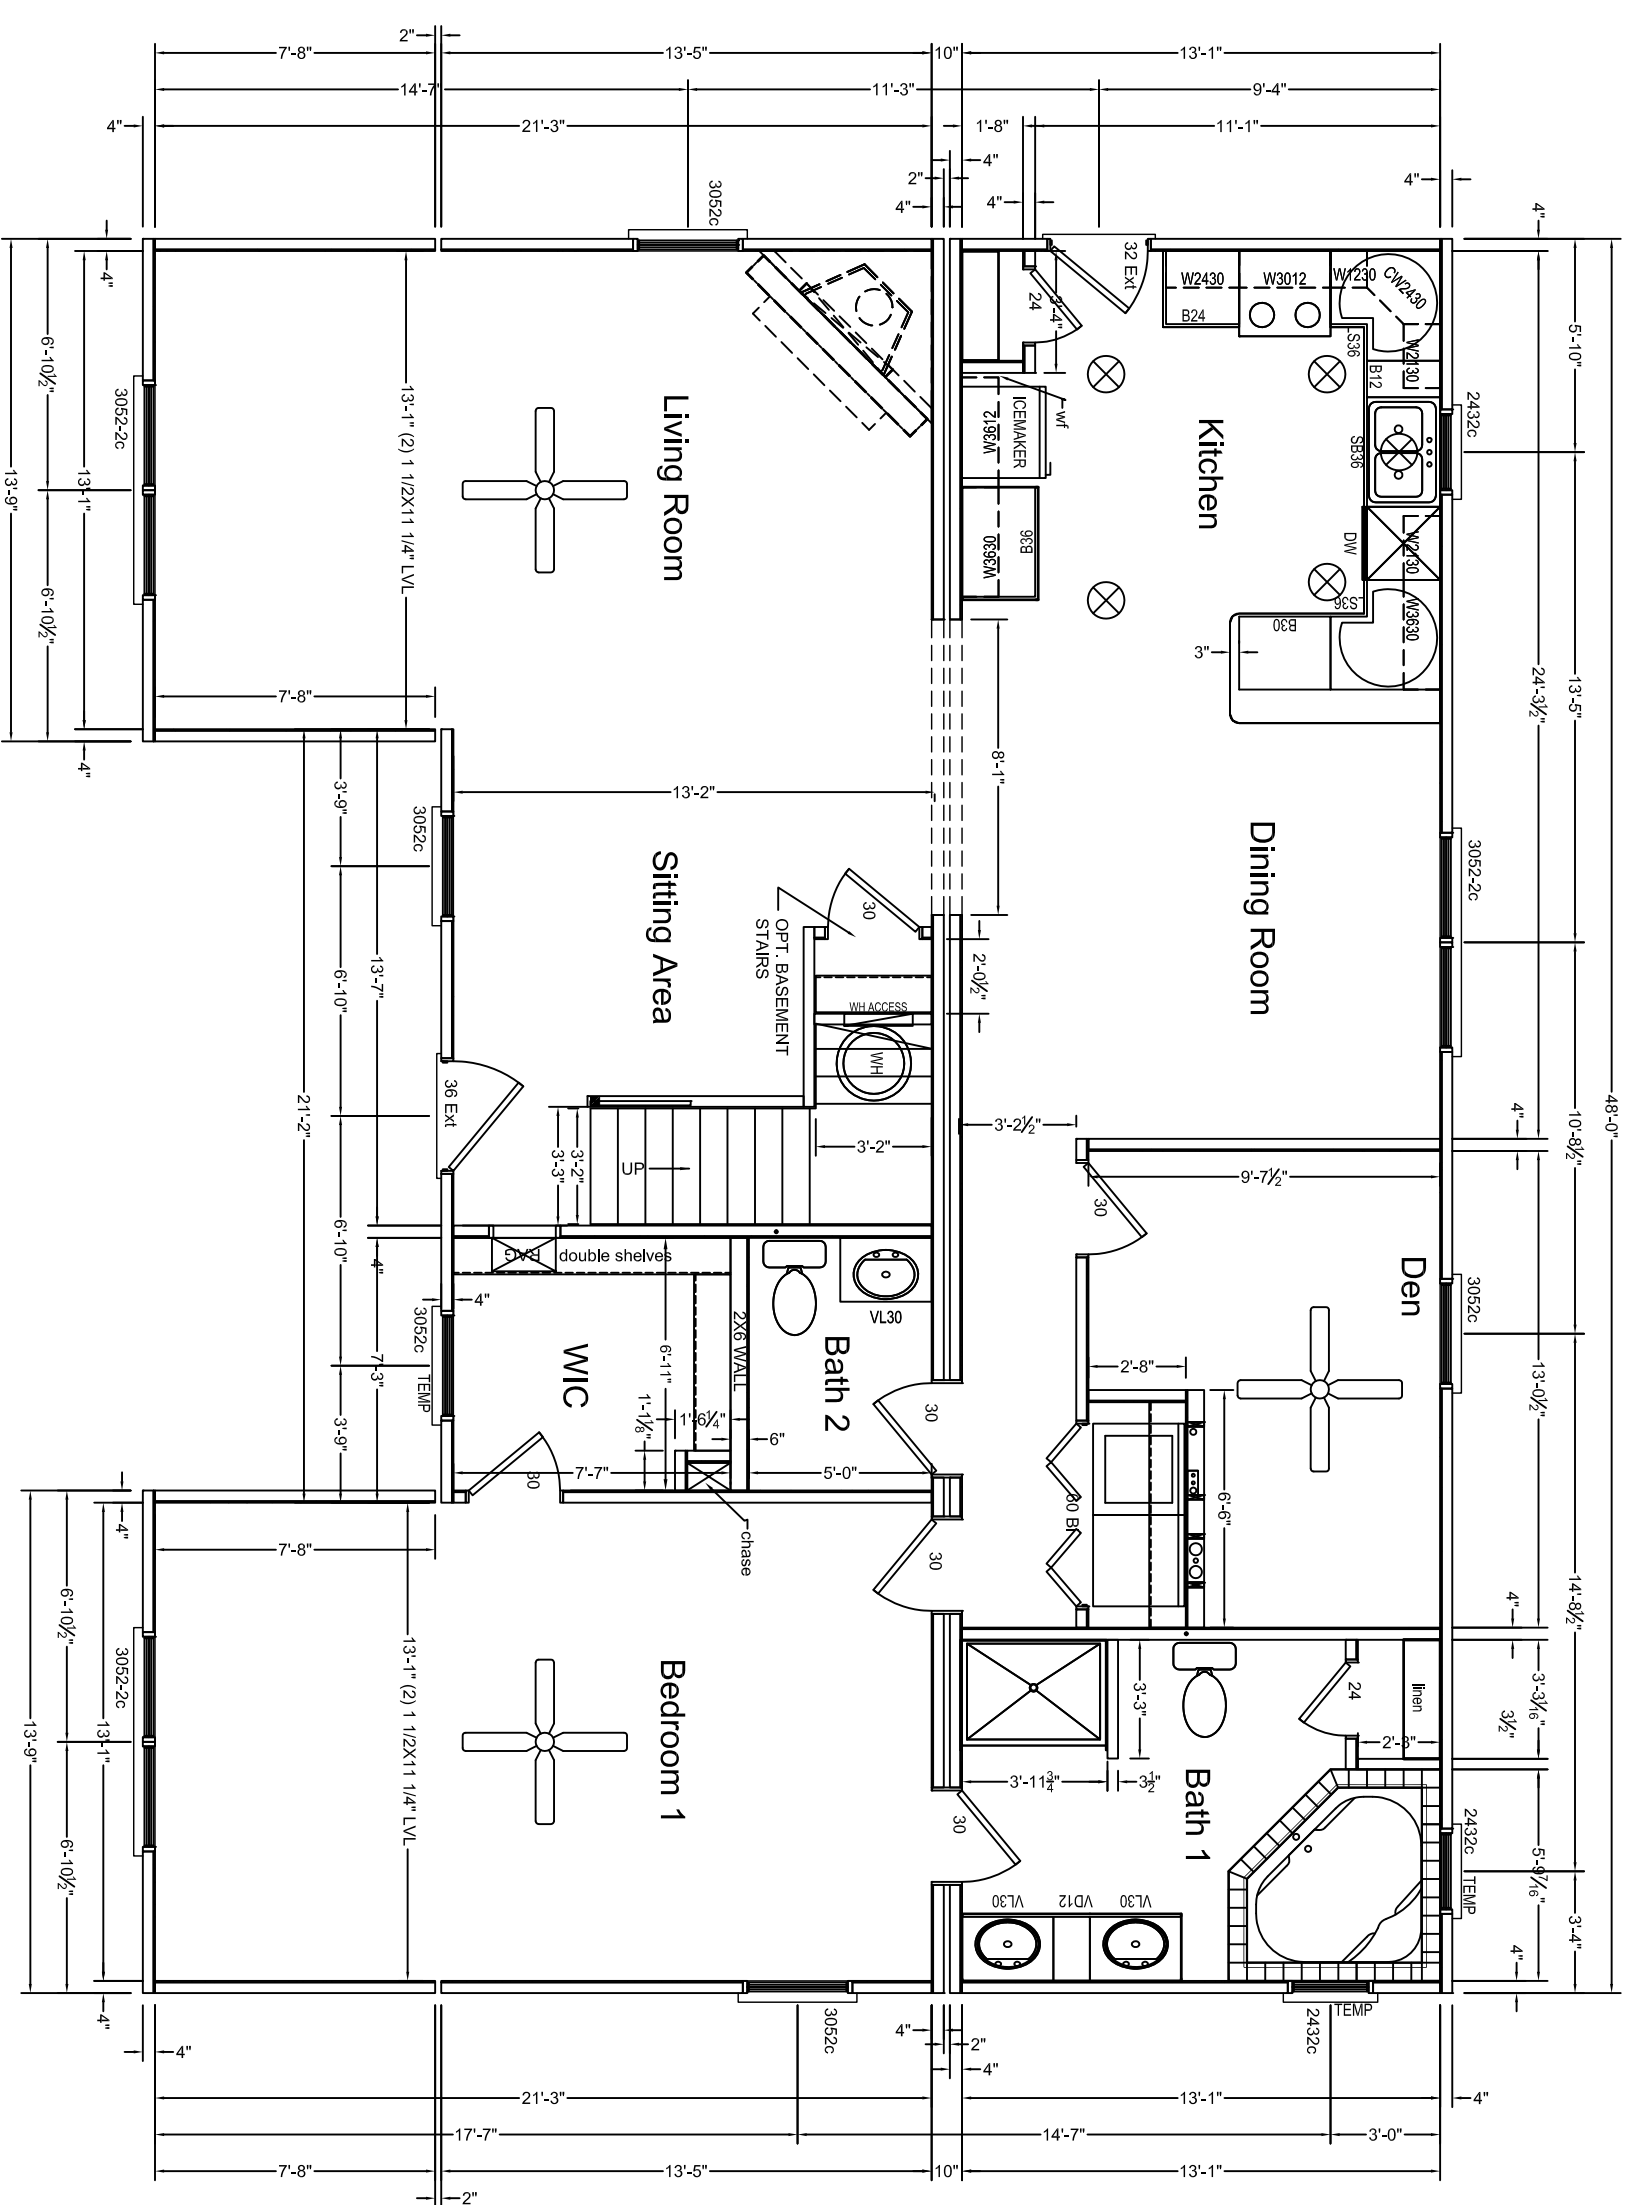 7'-8"
2"
13'-5"
10"
13'-1"
14'-7"
11'-3"
9'-4"
4"
21'-3"
1'-8"
11'-1"
4"
2"
4"
4"
4"
3052c
32 Ext
24
3'-4"
W2430
B24
W3012
W1230
CW2430
LS36
W2130
B12
2432c
SB36
DW
W2130
LS36
W3630
B30
3"
wf
ICEMAKER
W3612
W3630
B36
Kitchen
Living Room
4"
5'-10"
13'-5"
24'-3½"
48'-0"
10'-8½"
4"
4"
13'-0½"
14'-8½"
4"
3'-3 1/16"
3½"
5'-9 7/16"
3'-4"
4"
4"
6'-10½"
6'-10½"
13'-1"
13'-9"
4"
3052-2c
13'-1" (2) 1 1/2X11 1/4" LVL
7'-8"
8'-1"
13'-2"
3'-9"
3052c
6'-10"
13'-7"
21'-2"
Sitting Area
30
OPT. BASEMENT
STAIRS
WH ACCESS
WH
2'-0½"
Dining Room
3052-2c
36 Ext
3'-3"
3'-2"
UP
3'-2"
3'-2½"
9'-7½"
30
Den
3052c
6'-10"
4"
7'-3"
3'-9"
4"
3052c
TEMP
RAG
double shelves
WIC
2X6 WALL
6'-11"
1'-1⅛"
1'-6¼"
6"
7'-7"
5'-0"
30
chase
VL30
Bath 2
30
30
2'-8"
60 BI
6'-6"
4"
7'-8"
6'-10½"
6'-10½"
13'-1"
13'-9"
4"
3052-2c
13'-1" (2) 1 1/2X11 1/4" LVL
Bedroom 1
30
3'-3"
3'-11¾"
3½"
Bath 1
24
linen
2'-3"
2432c
TEMP
VL30
VD12
VL30
3052c
2432c
TEMP
4"
4"
2"
4"
21'-3"
13'-1"
4"
17'-7"
14'-7"
3'-0"
7'-8"
13'-5"
10"
13'-1"
2"